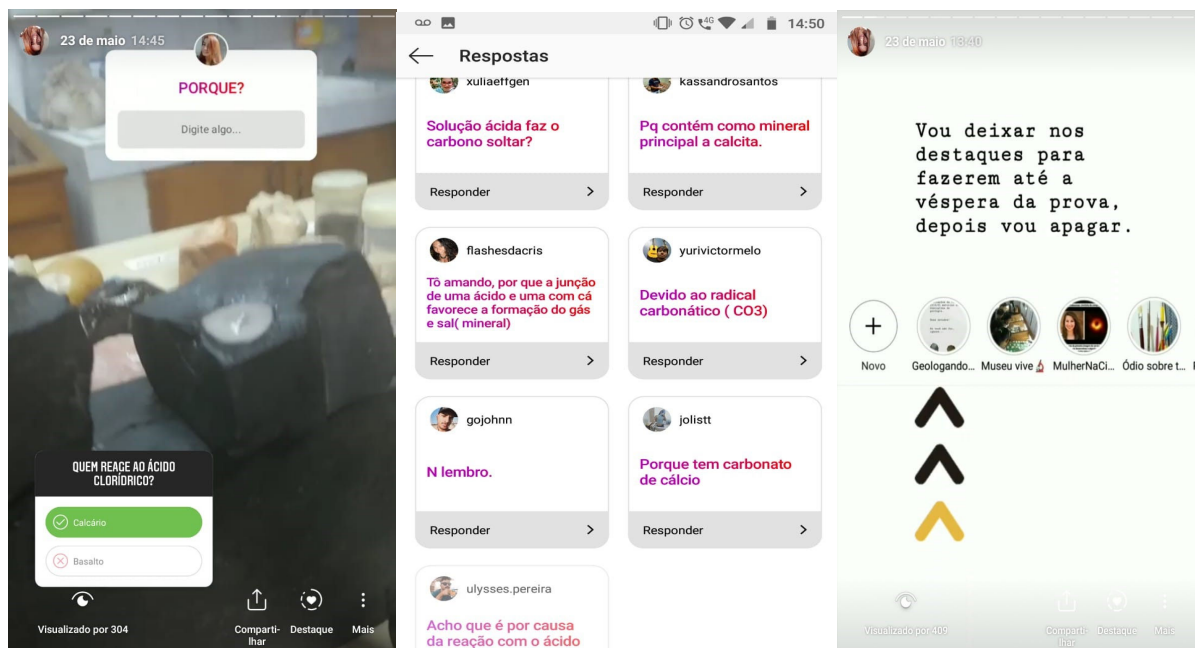 23 de maio 14:45
PORQUE?
Digite algo...
QUEM REAGE AO ÁCIDO
CLORÍDRICO?
Calcário
Basalto
Visualizado por 304
Comparti-
lhar
Destaque
Mais
4G
14:50
Respostas
xuliaeffgen
Solução ácida faz o
carbono soltar?
Responder
kassandrosantos
Pq contém como mineral
principal a calcita.
Responder
flashesdacris
Tô amando, por que a junção
de uma ácido e uma com cá
favorece a formação do gás
e sal( mineral)
Responder
yurivictormelo
Devido ao radical
carbonático ( CO3)
Responder
gojohnn
N lembro.
Responder
jolistt
Porque tem carbonato
de cálcio
Responder
ulysses.pereira
Acho que é por causa
da reação com o ácido
23 de maio 13:40
Vou deixar nos
destaques para
fazerem até a
véspera da prova,
depois vou apagar.
Novo
Geologando...
Museu vive
MulherNaCi...
Ódio sobre t...
Visualizado por 409
Comparti-
lhar
Destaque
Mais